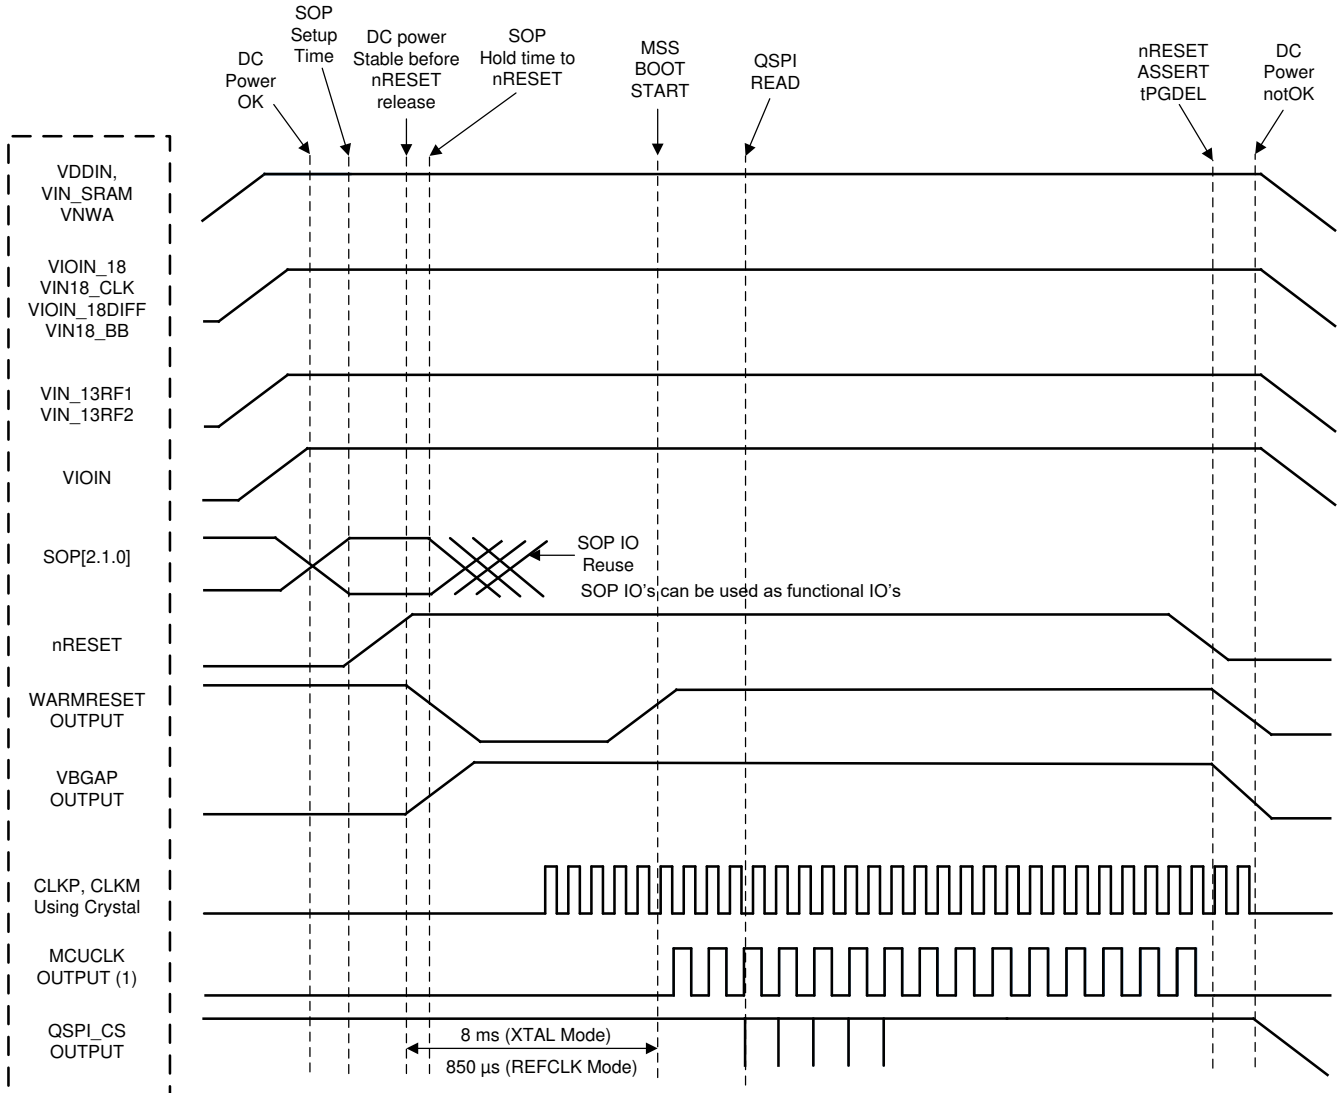 DC
Power
OK
SOP
Setup
Time
DC power
Stable before
nRESET
release
SOP
Hold time to
nRESET
MSS
BOOT
START
QSPI
READ
nRESET
ASSERT
tPGDEL
DC
Power
notOK
VDDIN,
VIN_SRAM
VNWA
VIOIN_18
VIN18_CLK
VIOIN_18DIFF
VIN18_BB
VIN_13RF1
VIN_13RF2
VIOIN
SOP[2.1.0]
SOP IO
Reuse
SOP IO's can be used as functional IO's
nRESET
WARMRESET
OUTPUT
VBGAP
OUTPUT
CLKP, CLKM
Using Crystal
MCUCLK
OUTPUT (1)
QSPI_CS
OUTPUT
8 ms (XTAL Mode)
850 µs (REFCLK Mode)